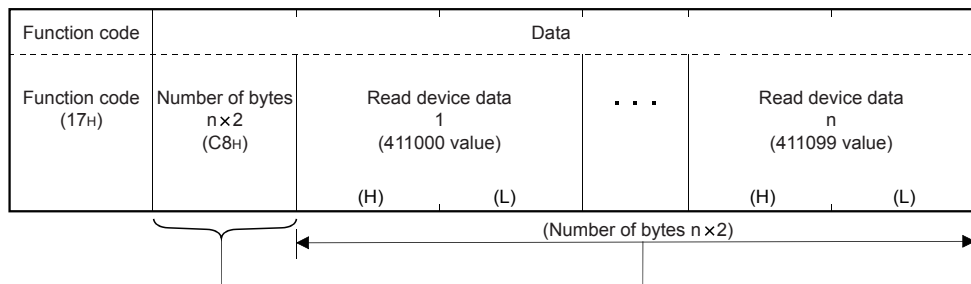 Function code
Data
Function code
(17H)
Number of bytes
n×2
(C8H)
Read device data
1
(411000 value)
(H)
(L)
. . .
Read device data
n
(411099 value)
(H)
(L)
(Number of bytes n×2)